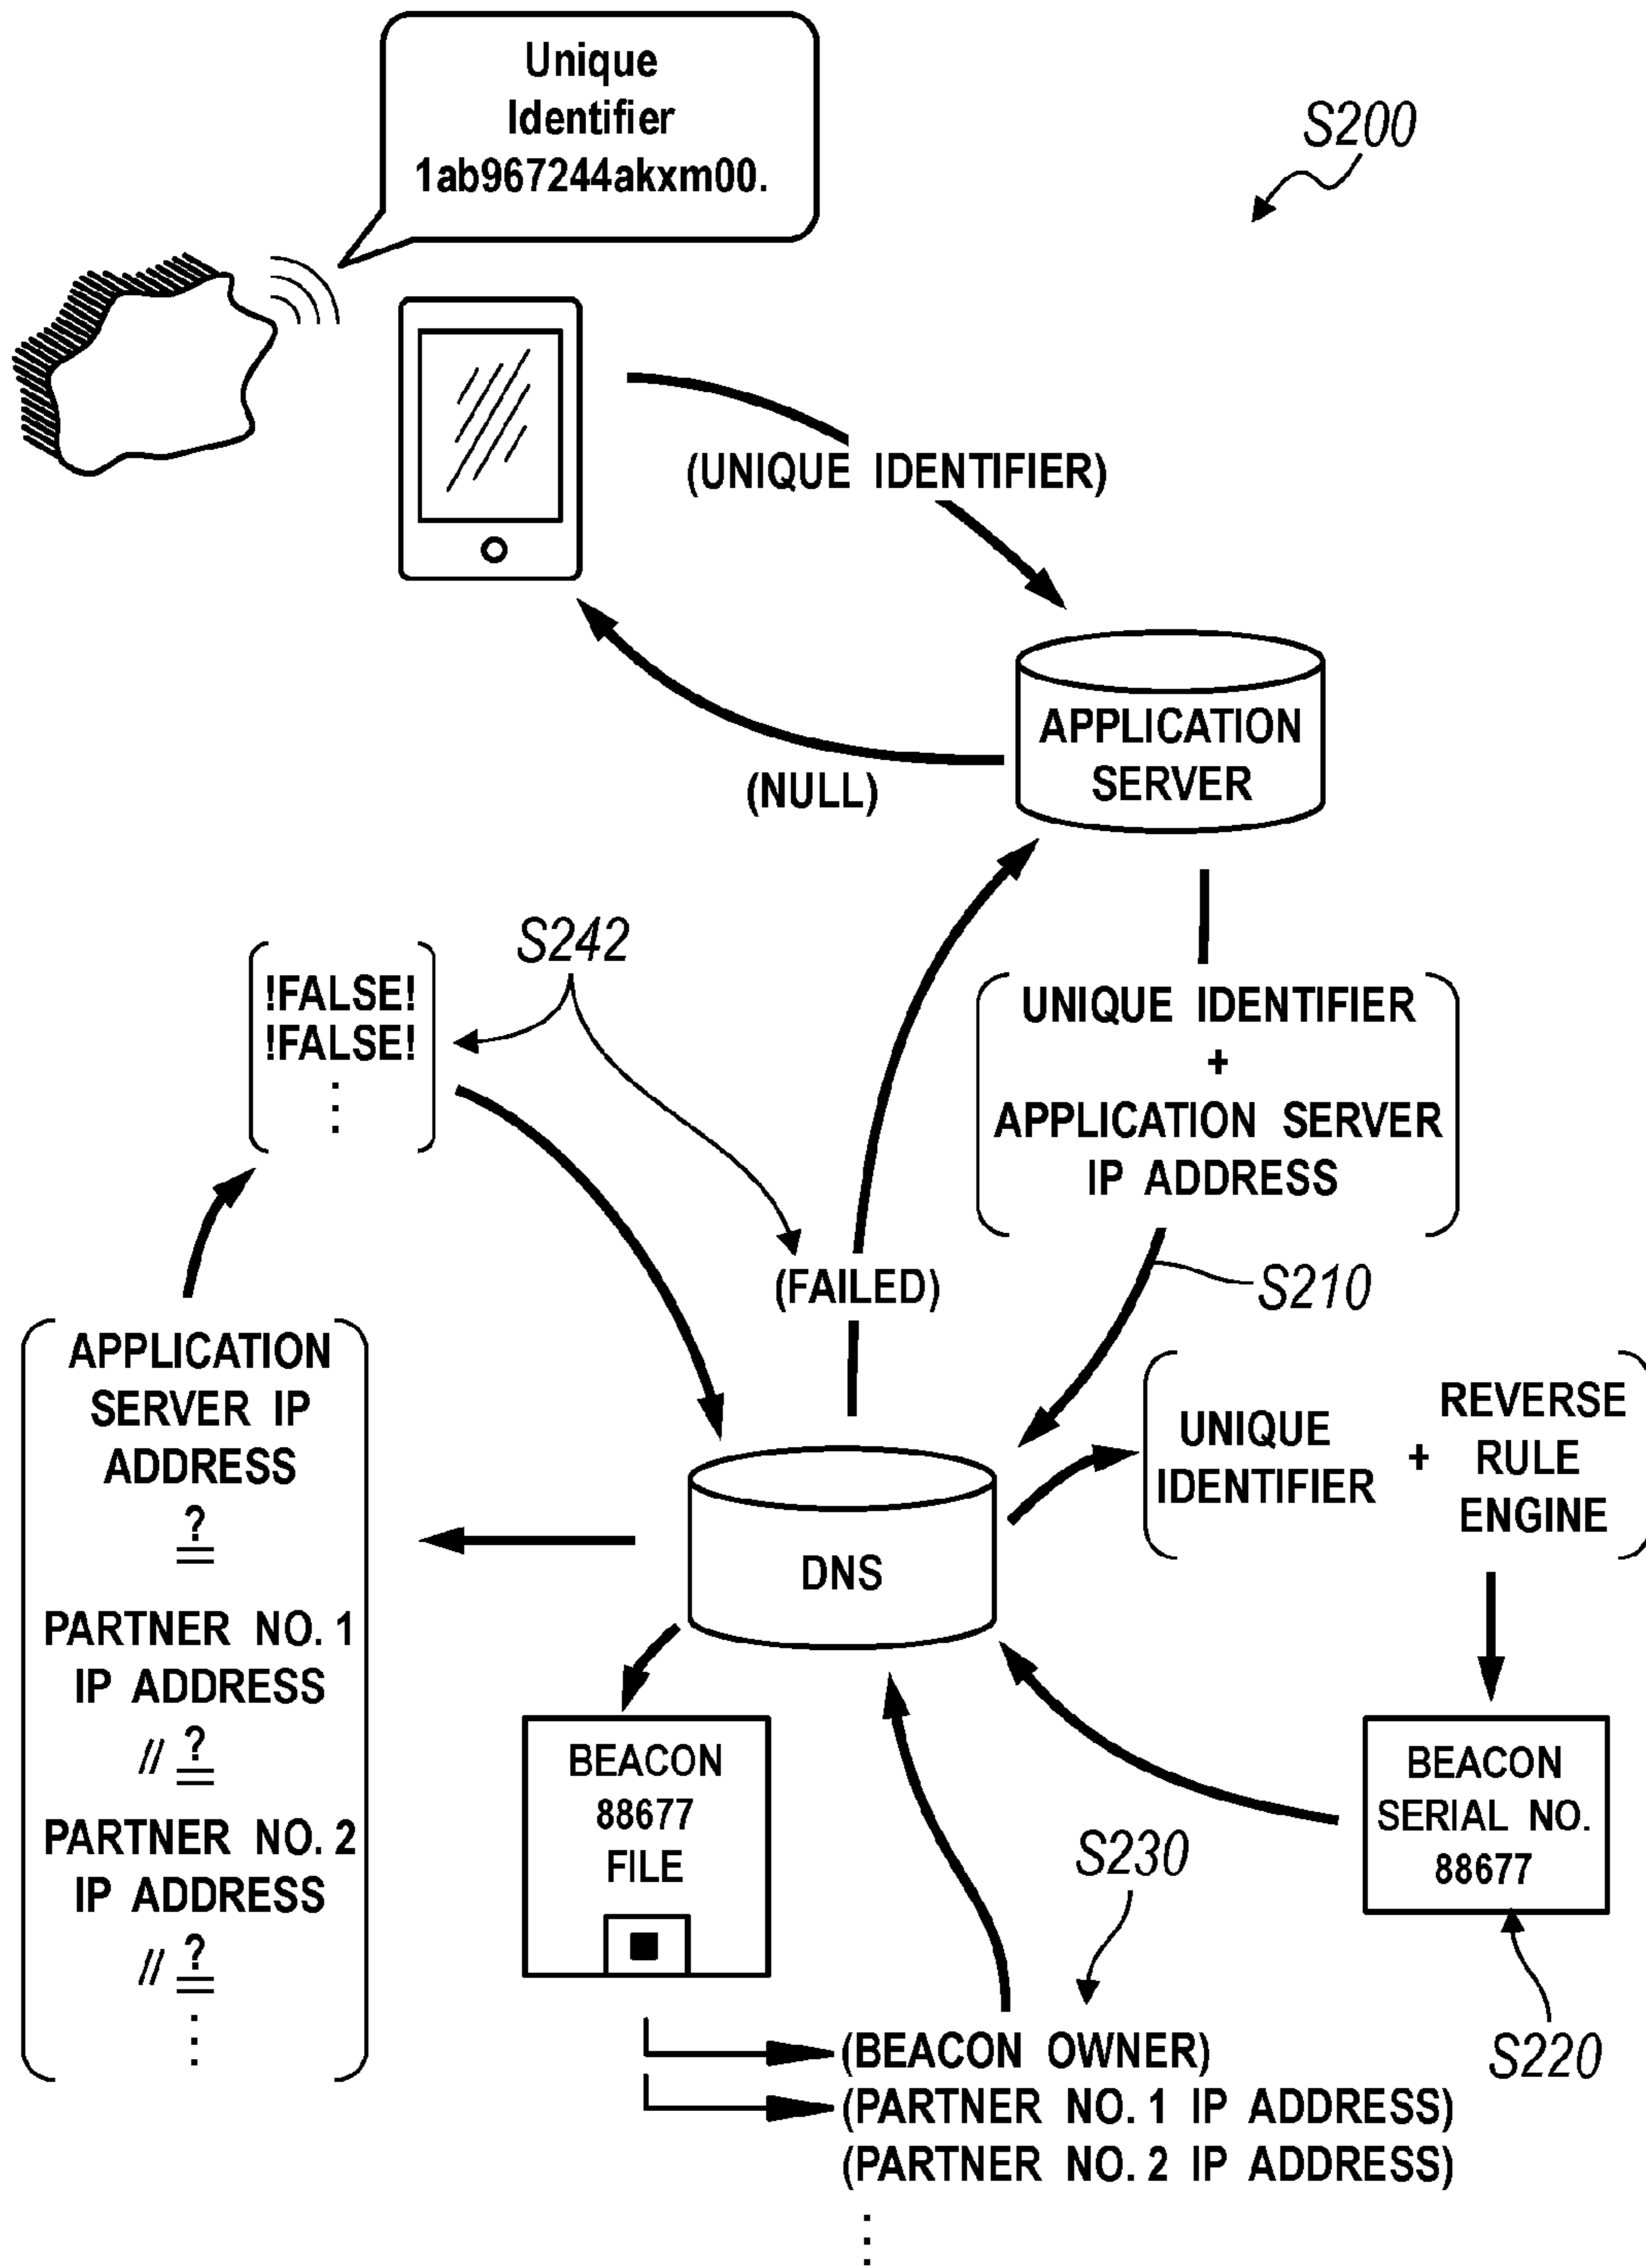 Unique
Identifier
1ab967244akxm00.
S200
(UNIQUE IDENTIFIER)
APPLICATION
SERVER
(NULL)
S242
!FALSE!
!FALSE!
⋮
UNIQUE IDENTIFIER
+
APPLICATION SERVER
IP ADDRESS
(FAILED)
S210
APPLICATION
SERVER IP
ADDRESS
?
=
PARTNER NO. 1
IP ADDRESS
// ?
=
PARTNER NO. 2
IP ADDRESS
// ?
=
⋮
UNIQUE
IDENTIFIER
+
REVERSE
RULE
ENGINE
DNS
BEACON
88677
FILE
BEACON
SERIAL NO.
88677
S230
S220
(BEACON OWNER)
(PARTNER NO. 1 IP ADDRESS)
(PARTNER NO. 2 IP ADDRESS)
⋮